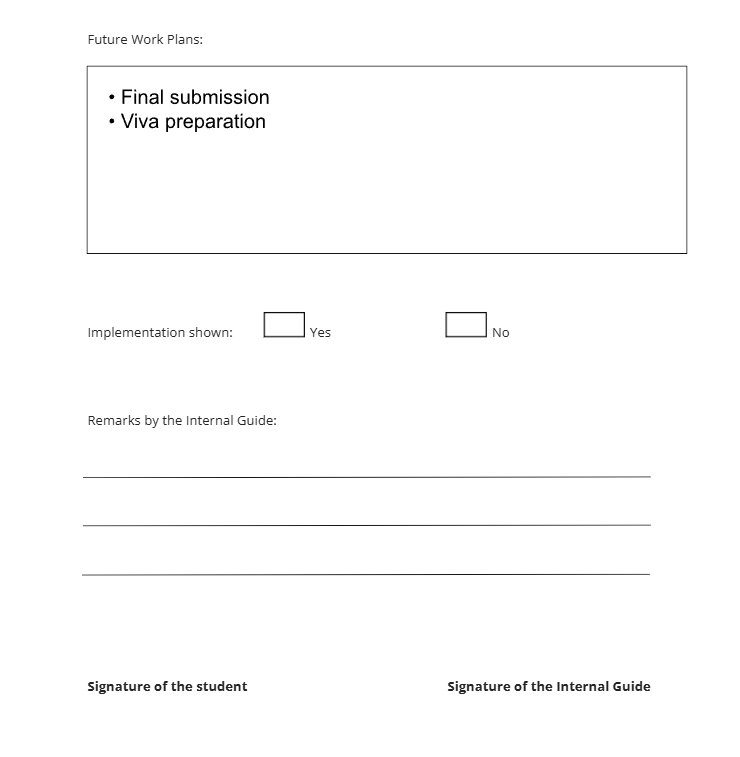 Future Work Plans:
• Final submission
• Viva preparation
Implementation shown: Yes No
Remarks by the Internal Guide:
Signature of the student Signature of the Internal Guide